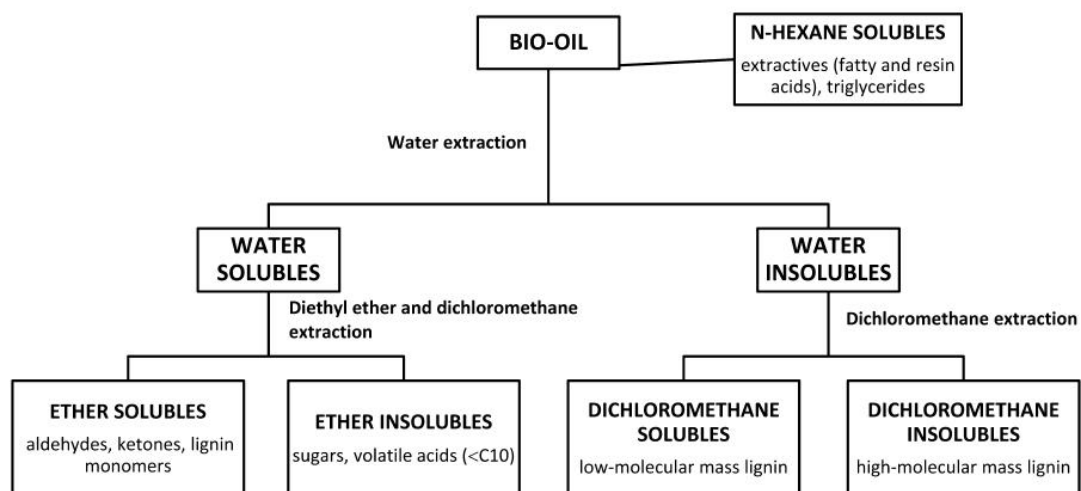 BIO-OIL
N-HEXANE SOLUBLES
extractives (fatty and resin
acids), triglycerides
Water extraction
WATER
SOLUBLES
WATER
INSOLUBLES
Diethyl ether and dichloromethane
extraction
Dichloromethane extraction
ETHER SOLUBLES
aldehydes, ketones, lignin
monomers
ETHER INSOLUBLES
sugars, volatile acids (<C10)
DICHLOROMETHANE
SOLUBLES
low-molecular mass lignin
DICHLOROMETHANE
INSOLUBLES
high-molecular mass lignin